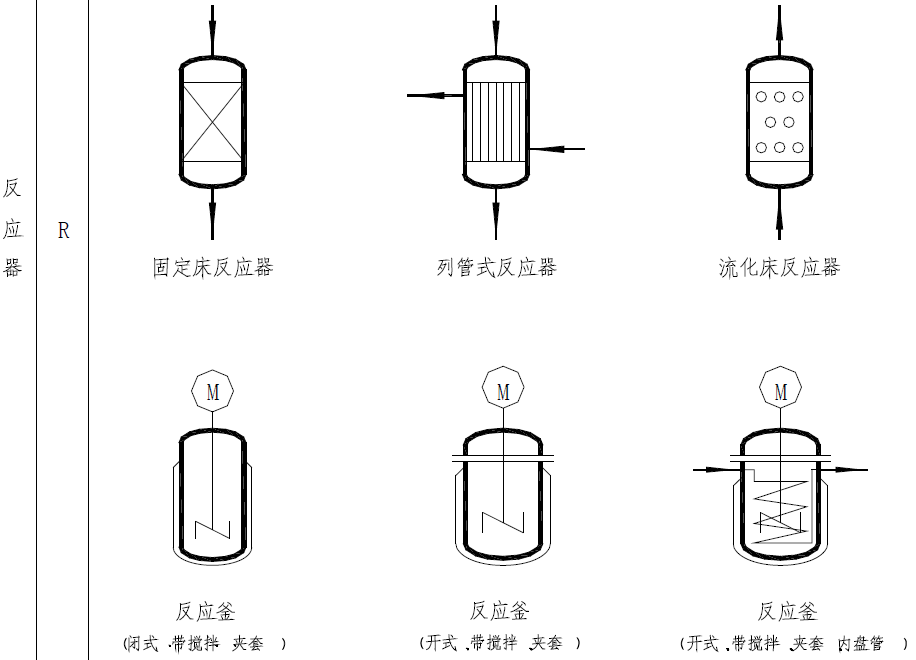 反应器
R
固定床反应器
列管式反应器
流化床反应器
M
M
M
反应釜
(闭式,带搅拌 夹套 )
反应釜
(开式,带搅拌 ,夹套 )
反应釜
(开式,带搅拌 ,夹套 内盘管 )